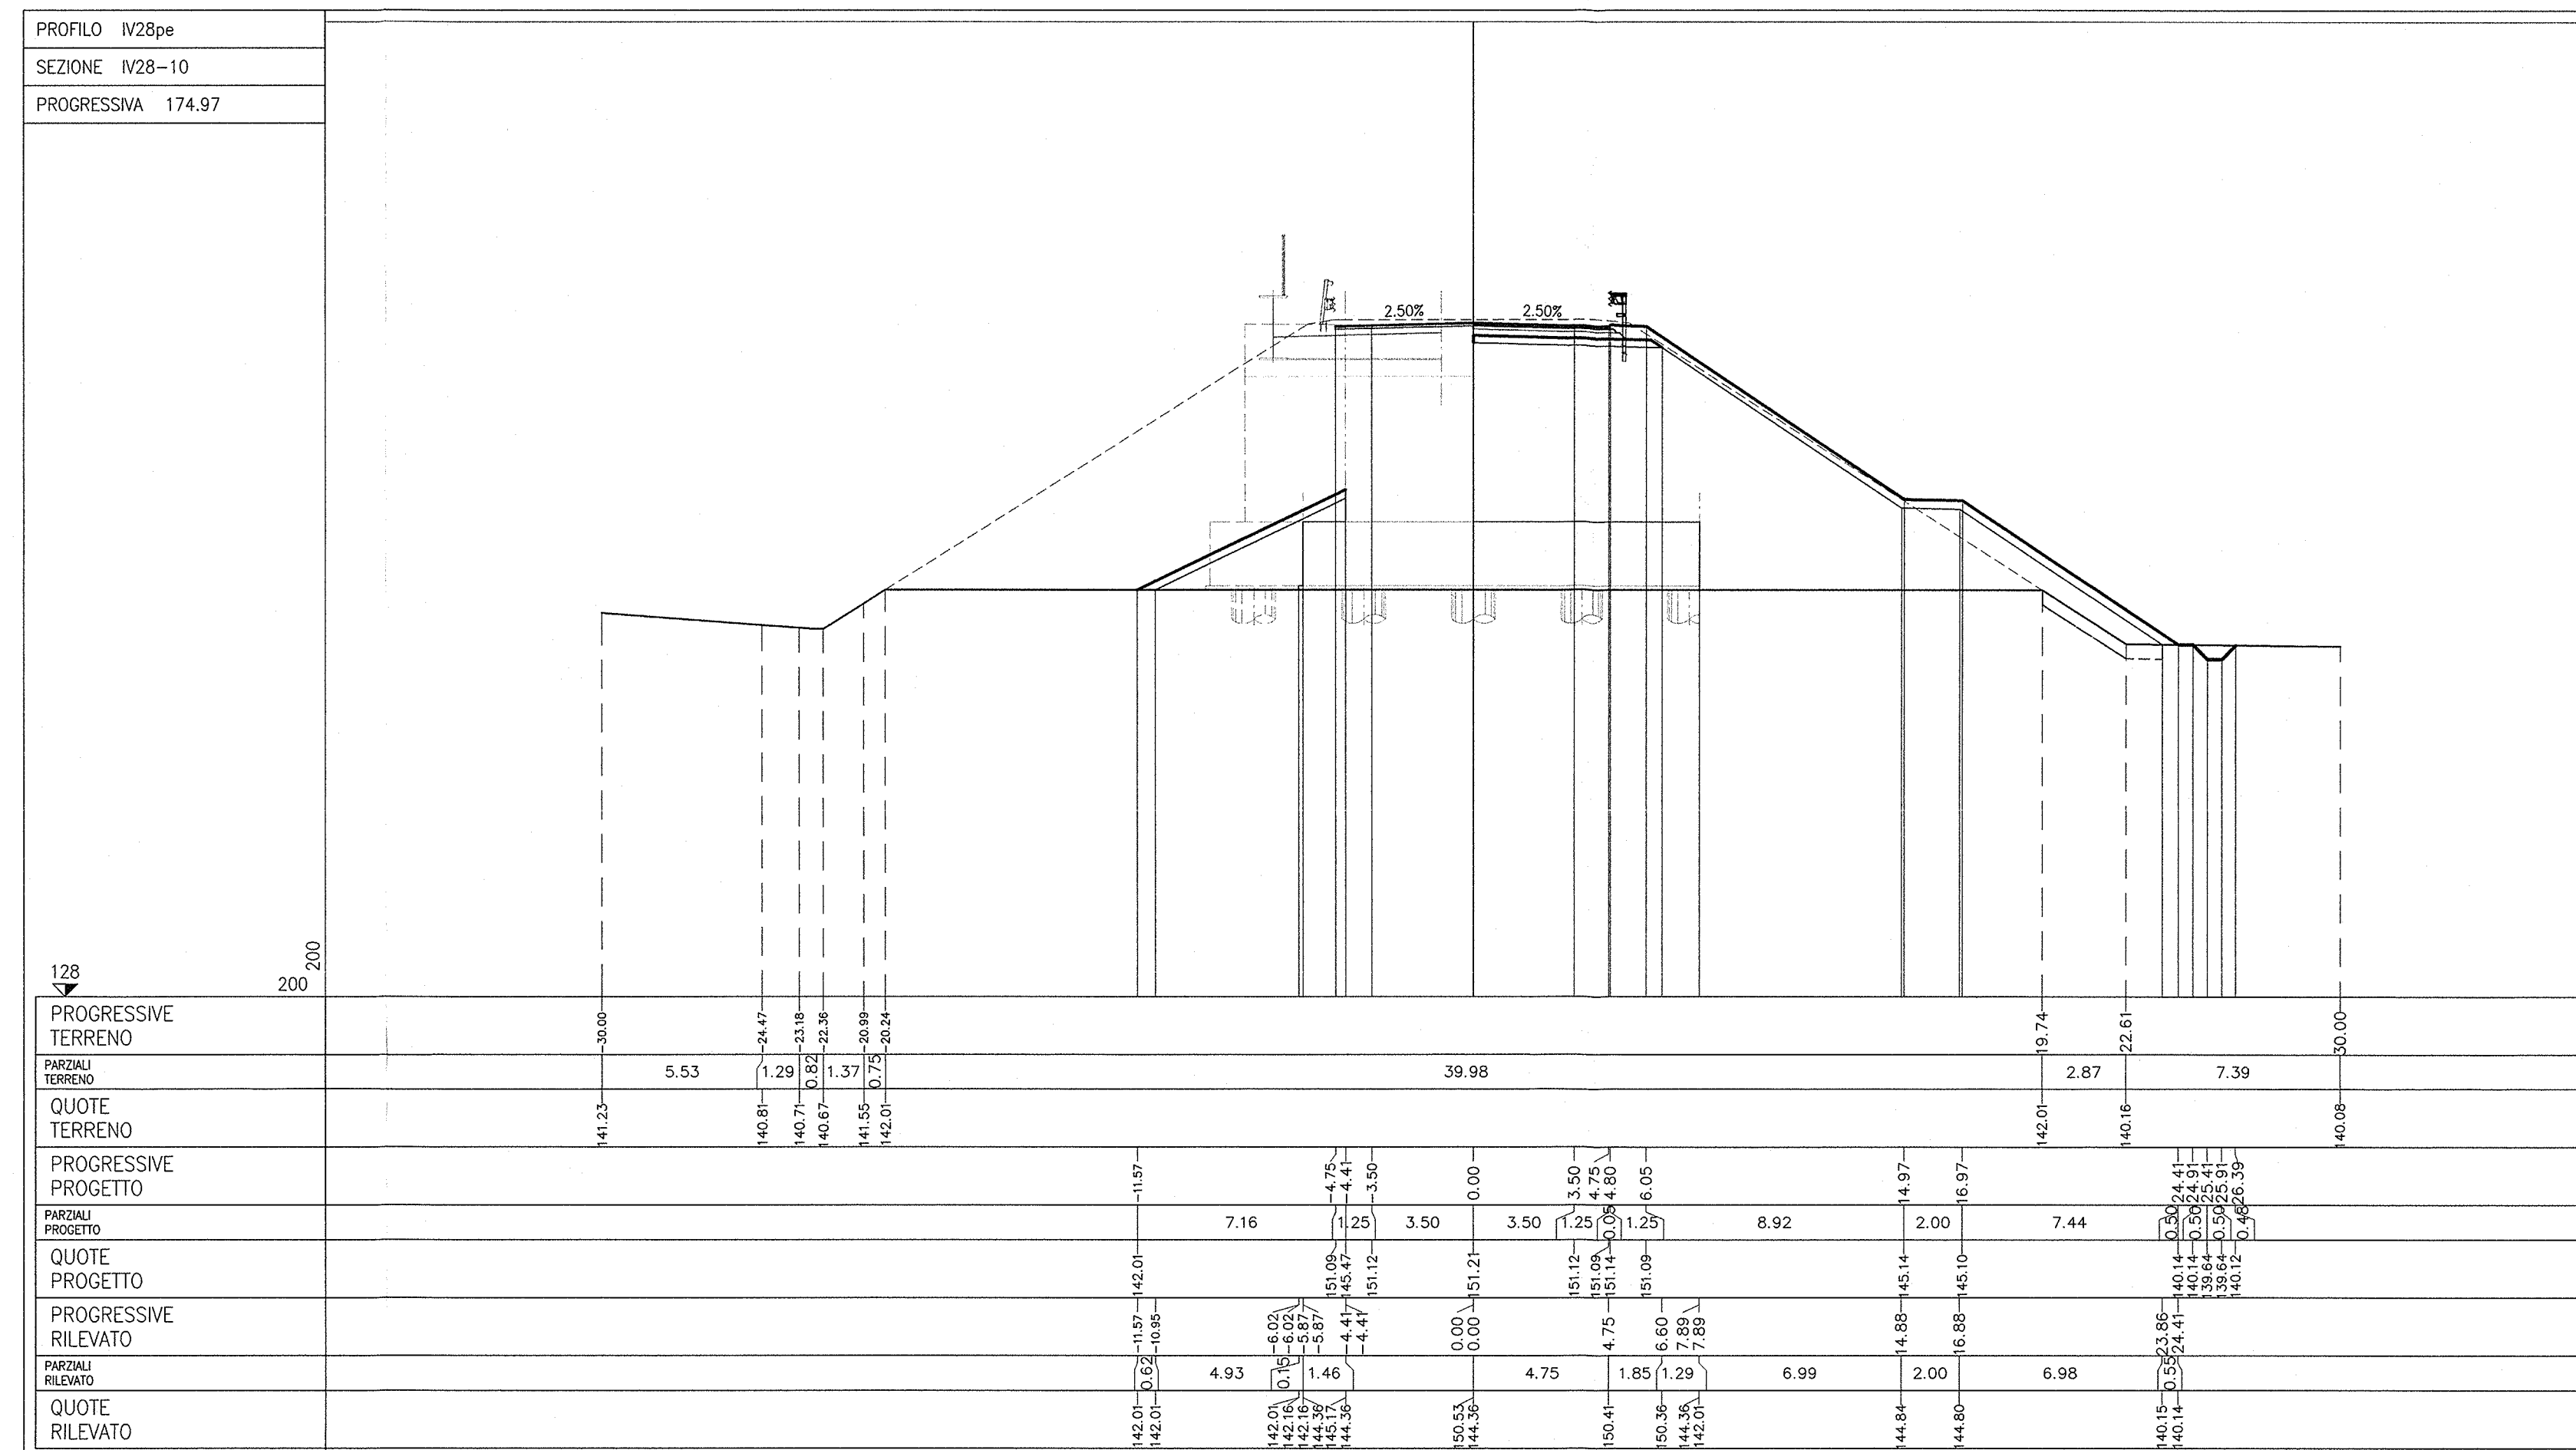 PROFILO IV28pe
SEZIONE IV28-10
PROGRESSIVA 174.97
2.50% 2.50%
128
200
200
PROGRESSIVE TERRENO
-30.00 -24.47 -23.18 -22.36 -20.99 -20.24 19.74 22.61 30.00
PARZIALI TERRENO
5.53 1.29 0.82 1.37 0.75 39.98 2.87 7.39
QUOTE TERRENO
141.23 140.81 140.71 140.67 141.55 142.01 142.01 140.16 140.08
PROGRESSIVE PROGETTO
-11.57 -4.75 -4.41 -3.50 0.00 3.50 4.75 4.80 6.05 14.97 16.97 24.41 24.91 25.41 25.91 26.39
PARZIALI PROGETTO
7.16 1.25 3.50 3.50 1.25 0.05 1.25 8.92 2.00 7.44 0.50 0.50 0.50 0.48
QUOTE PROGETTO
142.01 151.09 145.47 151.12 151.21 151.12 151.09 151.14 151.09 145.14 145.10 140.14 140.14 139.64 139.64 140.12
PROGRESSIVE RILEVATO
-11.57 -10.95 -6.02 -6.02 -5.87 -5.87 -4.41 -4.41 0.00 0.00 4.75 6.60 7.89 7.89 14.88 16.88 23.86 24.41
PARZIALI RILEVATO
0.62 4.93 0.15 1.46 4.75 1.85 1.29 6.99 2.00 6.98 0.55
QUOTE RILEVATO
142.01 142.01 142.01 142.16 142.16 144.36 145.17 144.36 150.53 144.36 150.41 150.36 144.36 142.01 144.84 144.80 140.15 140.14